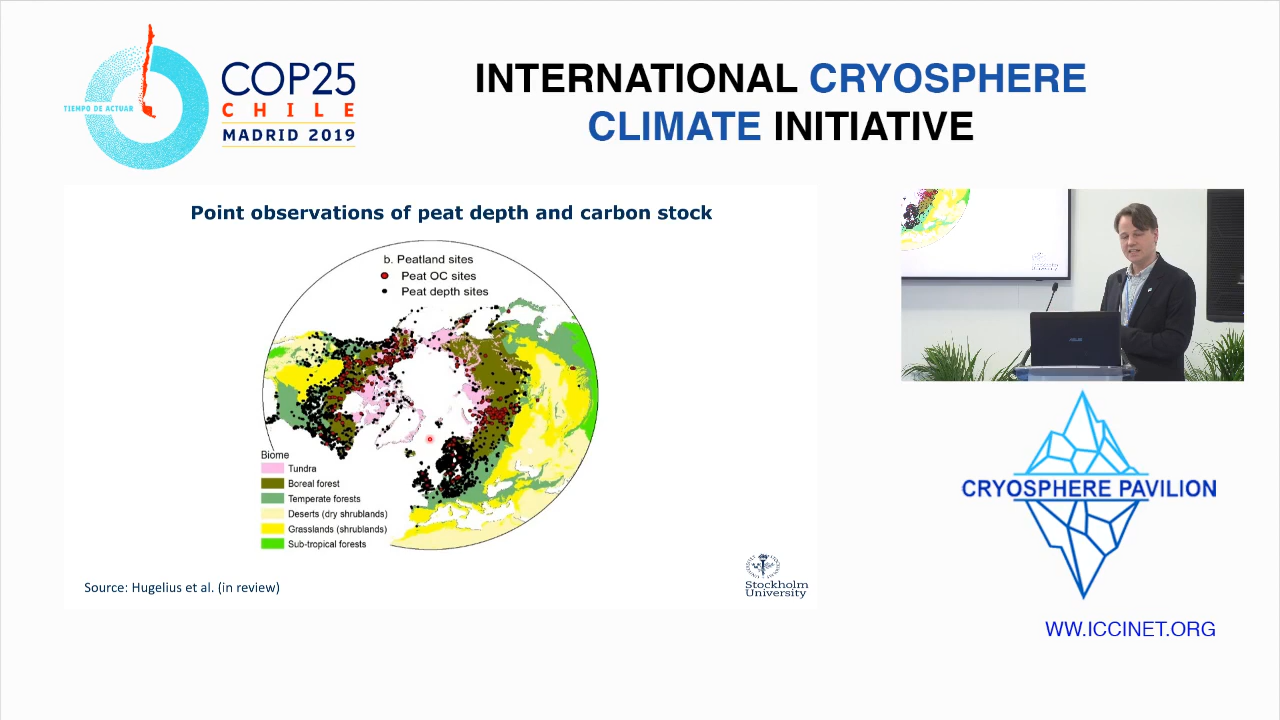 TIEMPO DE ACTUAR
COP25
CHILE
MADRID 2019
INTERNATIONAL CRYOSPHERE
CLIMATE INITIATIVE
Point observations of peat depth and carbon stock
b. Peatland sites
Peat OC sites
Peat depth sites
Biome
Tundra
Boreal forest
Temperate forests
Deserts (dry shrublands)
Grasslands (shrublands)
Sub-tropical forests
Source: Hugelius et al. (in review)
Stockholm
University
ASUS
CRYOSPHERE PAVILION
WW.ICCINET.ORG